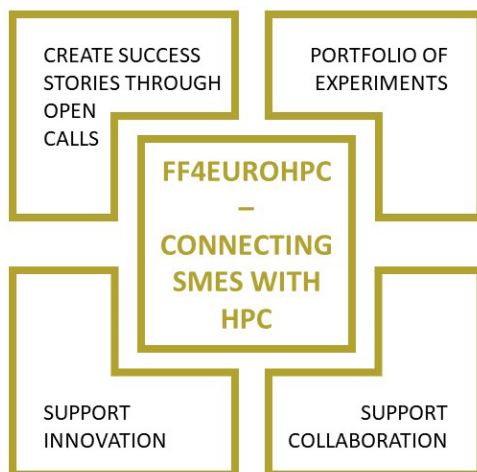 CREATE SUCCESS
STORIES THROUGH
OPEN
CALLS
PORTFOLIO OF
EXPERIMENTS
FF4EUROHPC
–
CONNECTING
SMES WITH
HPC
SUPPORT
INNOVATION
SUPPORT
COLLABORATION